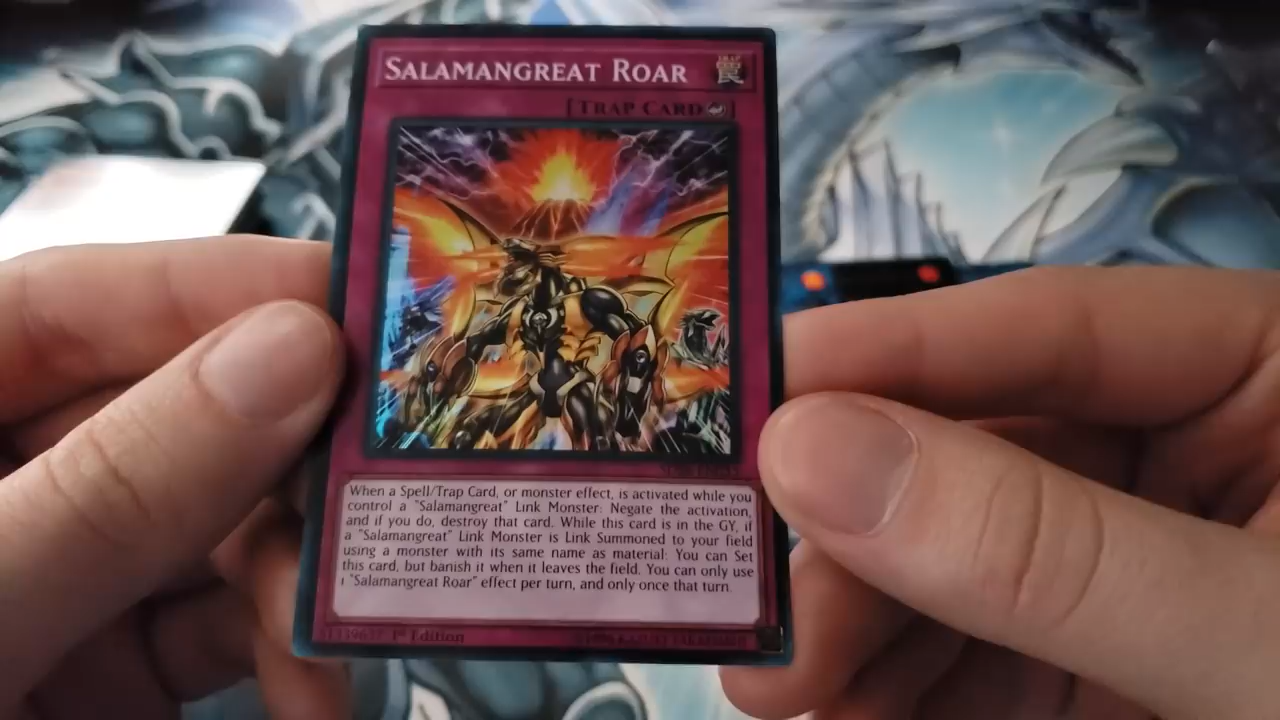 SALAMANGREAT ROAR
罠
[TRAP CARD]
When a Spell/Trap Card, or monster effect, is activated while you
control a "Salamangreat" Link Monster: Negate the activation,
and if you do, destroy that card. While this card is in the GY, if
a "Salamangreat" Link Monster is Link Summoned to your field
using a monster with its same name as material: You can Set
this card, but banish it when it leaves the field. You can only use
1 "Salamangreat Roar" effect per turn, and only once that turn.
1st Edition